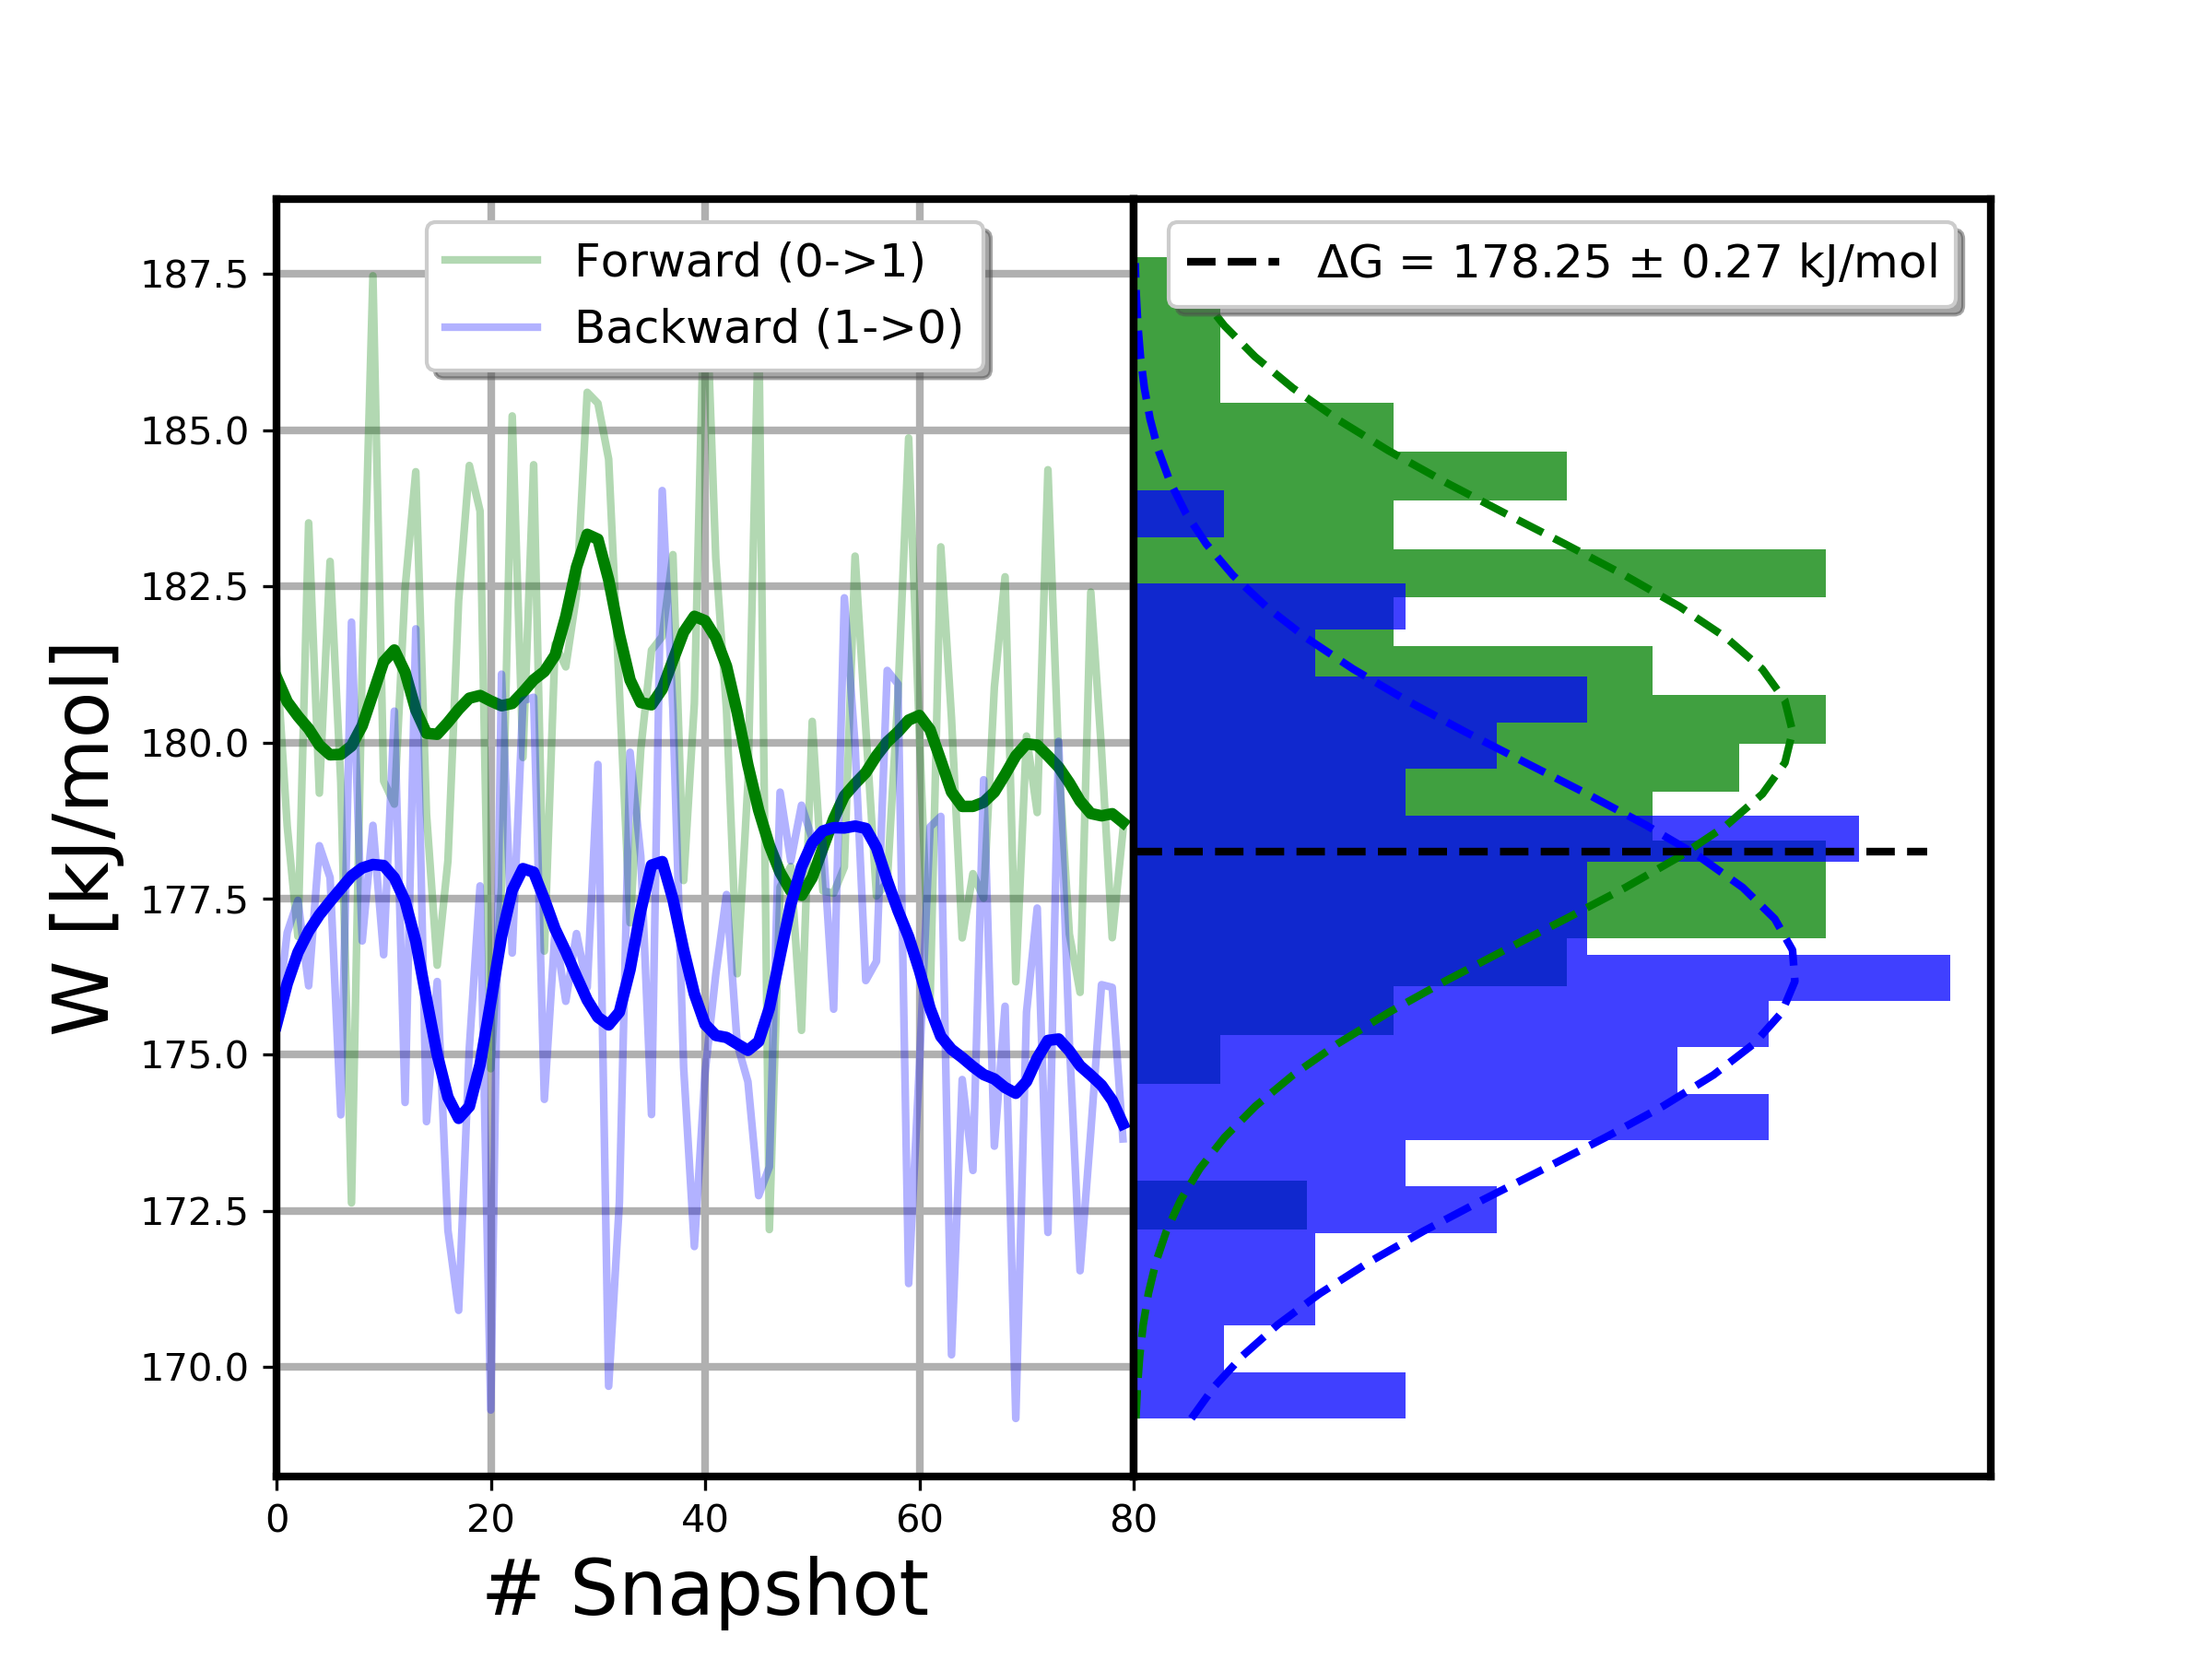 Forward (0->1)
Backward (1->0)
ΔG = 178.25 ± 0.27 kJ/mol
W [kJ/mol]
187.5
185.0
182.5
180.0
177.5
175.0
172.5
170.0
0 20 40 60 80
# Snapshot